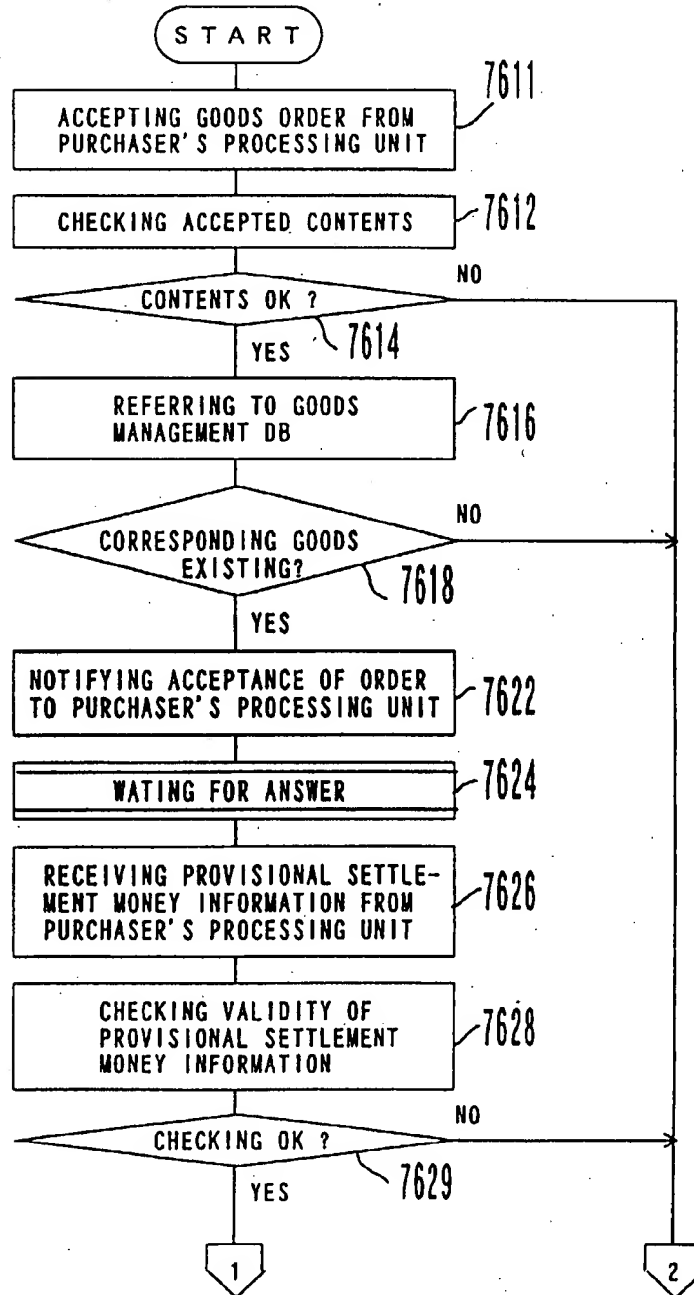 START
7611
ACCEPTING GOODS ORDER FROM
PURCHASER'S PROCESSING UNIT
7612
CHECKING ACCEPTED CONTENTS
NO
CONTENTS OK ?
7614
YES
REFERRING TO GOODS
MANAGEMENT DB
7616
NO
CORRESPONDING GOODS
EXISTING?
7618
YES
NOTIFYING ACCEPTANCE OF ORDER
TO PURCHASER'S PROCESSING UNIT
7622
WATING FOR ANSWER
7624
RECEIVING PROVISIONAL SETTLE-
MENT MONEY INFORMATION FROM
PURCHASER'S PROCESSING UNIT
7626
CHECKING VALIDITY OF
PROVISIONAL SETTLEMENT
MONEY INFORMATION
7628
NO
CHECKING OK ?
7629
YES
1
2